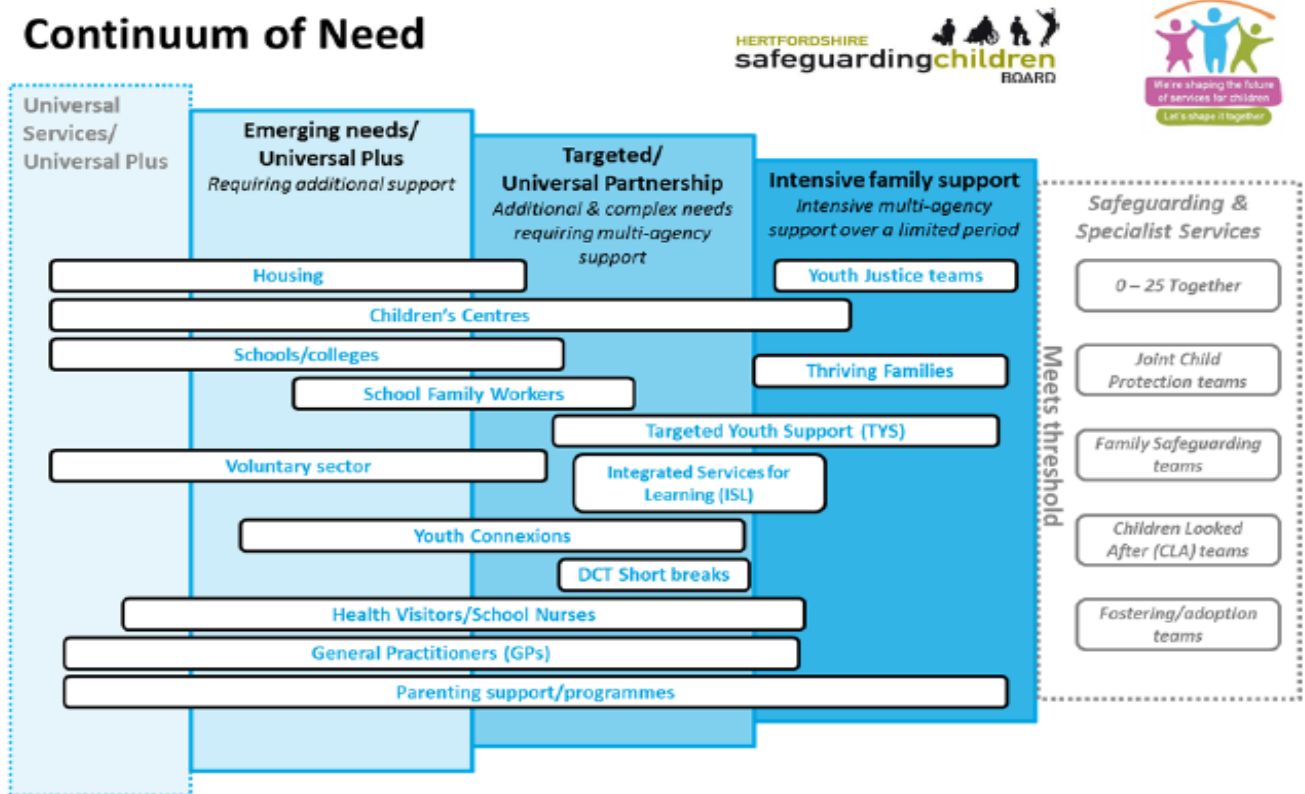 Continuum of Need
HERTFORDSHIRE
safeguardingchildren
BOARD
We're shaping the future
of services for children
Let's shape it together
Universal
Services/
Universal Plus
Emerging needs/
Universal Plus
Requiring additional support
Targeted/
Universal Partnership
Additional & complex needs
requiring multi-agency
support
Intensive family support
Intensive multi-agency
support over a limited period
Safeguarding &
Specialist Services
Housing
Youth Justice teams
Children's Centres
Schools/colleges
Thriving Families
School Family Workers
Targeted Youth Support (TYS)
Voluntary sector
Integrated Services for
Learning (ISL)
Youth Connexions
DCT Short breaks
Health Visitors/School Nurses
General Practitioners (GPs)
Parenting support/programmes
Meets threshold
0 – 25 Together
Joint Child
Protection teams
Family Safeguarding
teams
Children Looked
After (CLA) teams
Fostering/adoption
teams